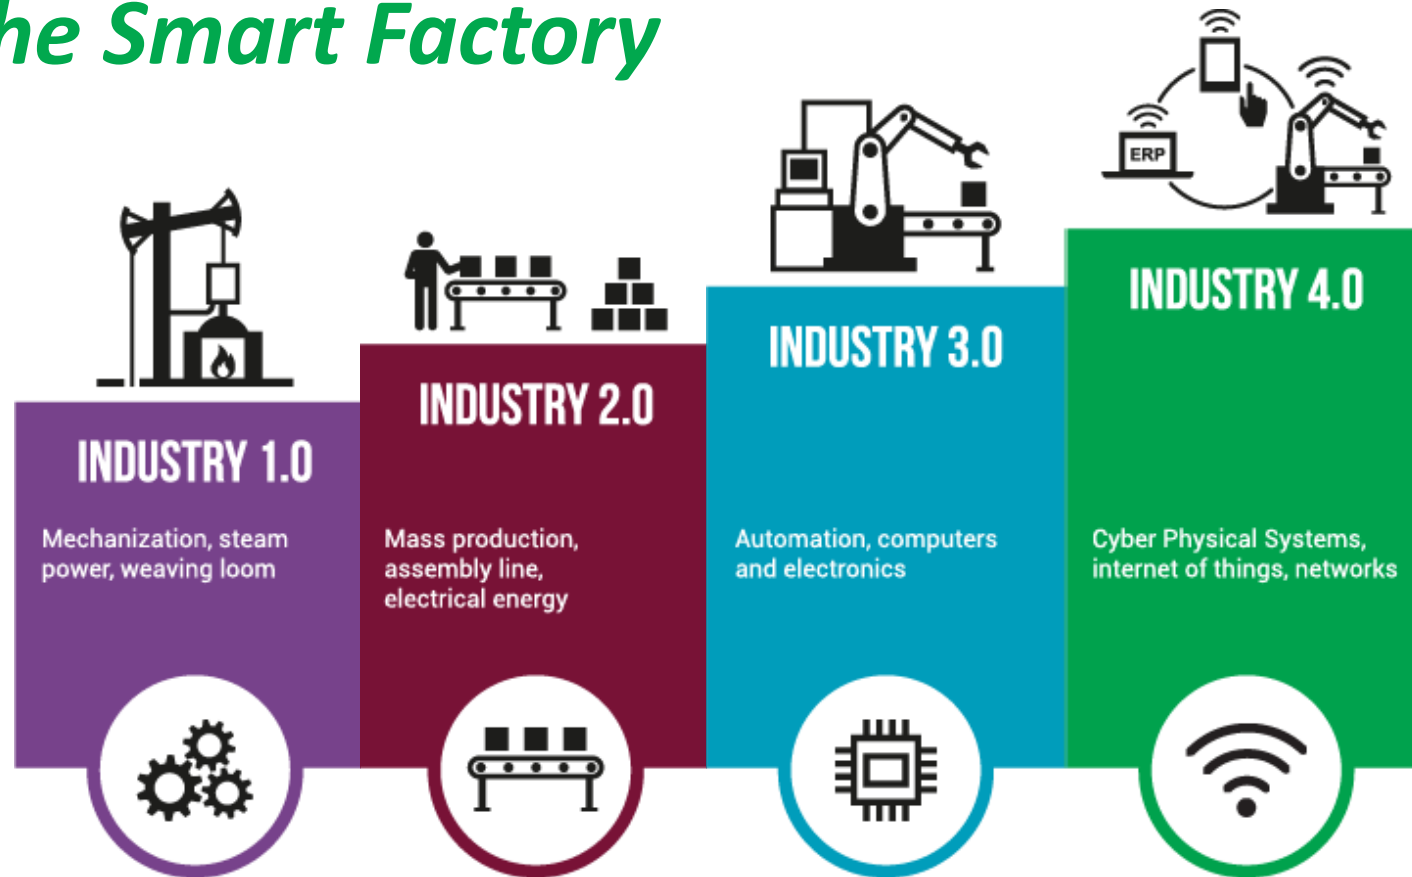 he Smart Factory
ERP
INDUSTRY 4.0
INDUSTRY 3.0
INDUSTRY 2.0
INDUSTRY 1.0
Mechanization, steam
power, weaving loom
Mass production,
assembly line,
electrical energy
Automation, computers
and electronics
Cyber Physical Systems,
internet of things, networks